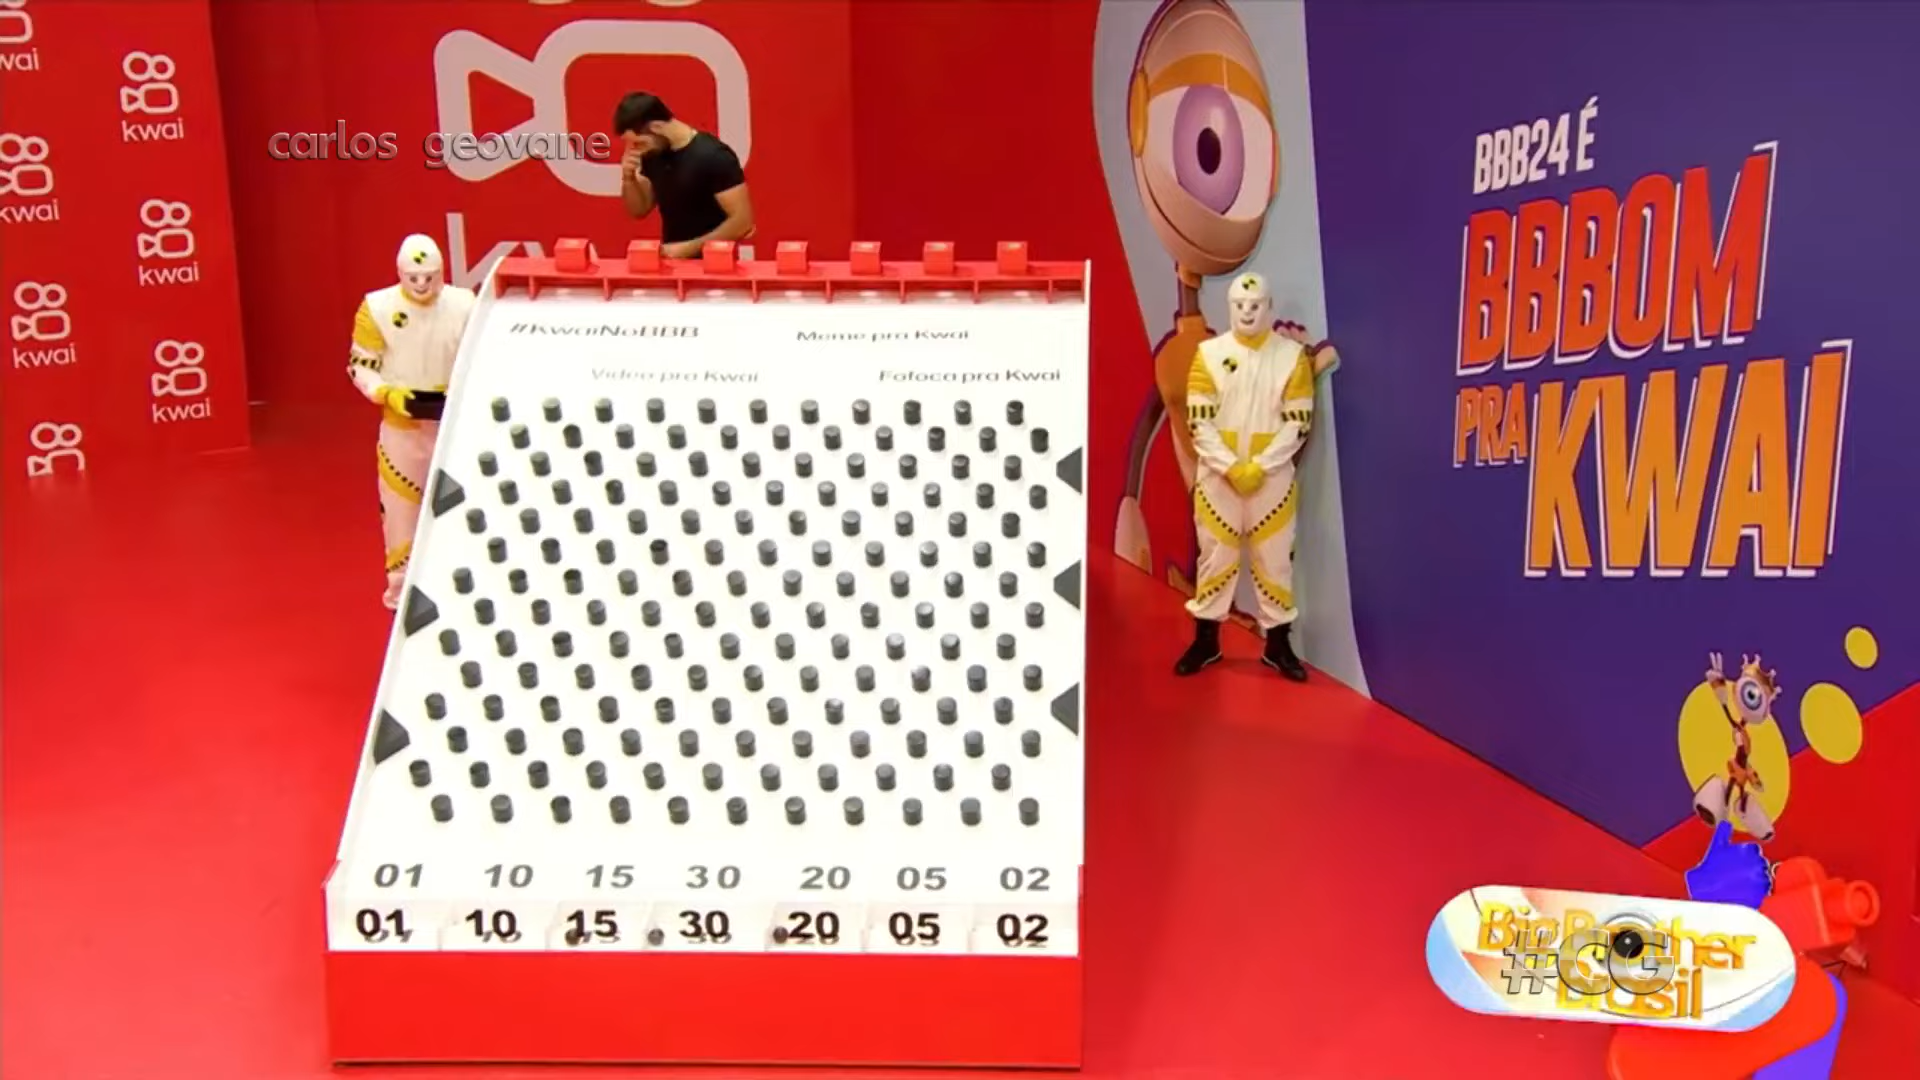 kwai
kwai
kwai
kwai
kwai
kwai
kwai
carlos geovane
BBB24 É
BBBOM
PRA KWAI
#KwaiNoBBB
Meme pra Kwai
Video pra Kwai
Fofoca pra Kwai
01 10 15 30 20 05 02
01 10 15 30 20 05 02
Big Brother
Brasil
#CG